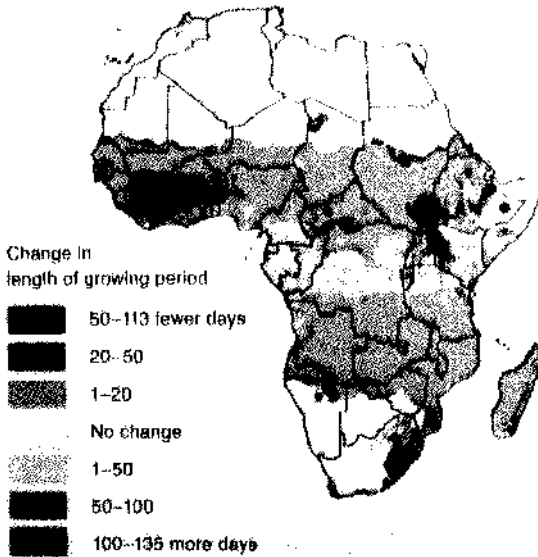 Change in
length of growing period
50–113 fewer days
20–50
1–20
No change
1–50
50–100
100–135 more days